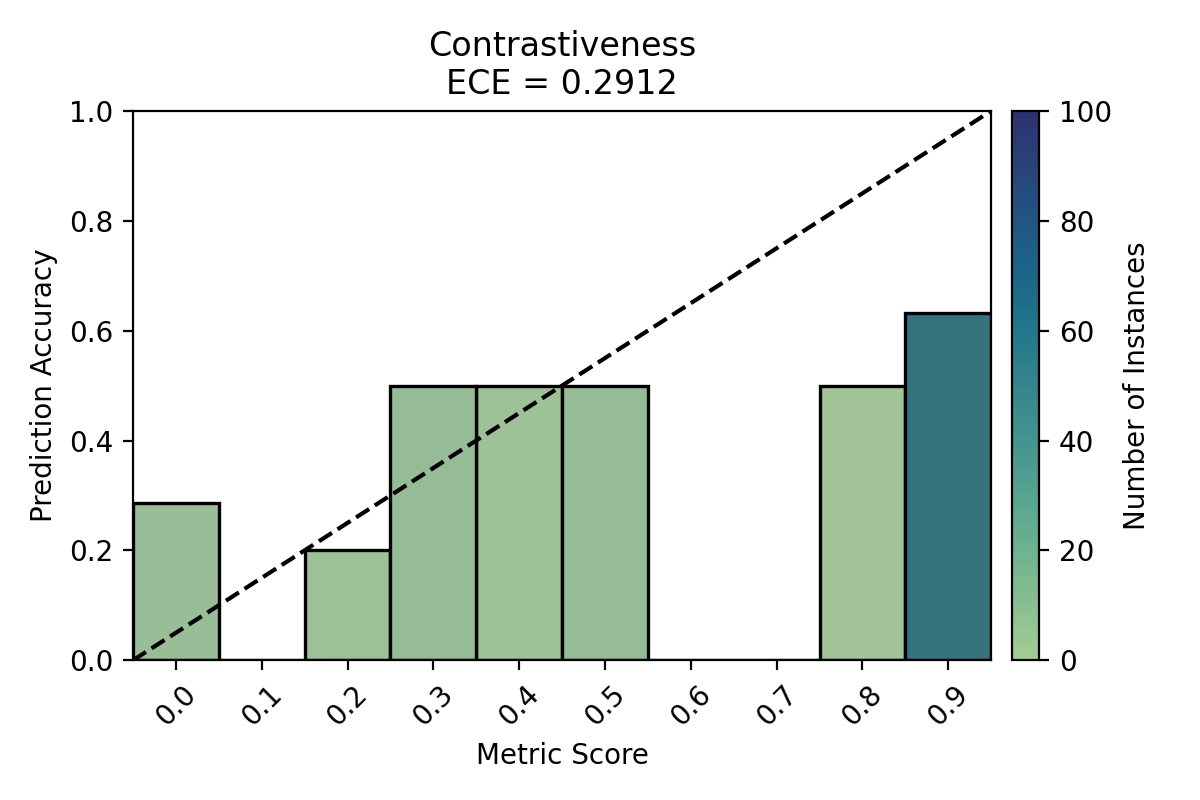 Contrastiveness
ECE = 0.2912
1.0
0.8
0.6
0.4
0.2
0.0
Prediction Accuracy
0.0 0.1 0.2 0.3 0.4 0.5 0.6 0.7 0.8 0.9
Metric Score
100
80
60
40
20
0
Number of Instances